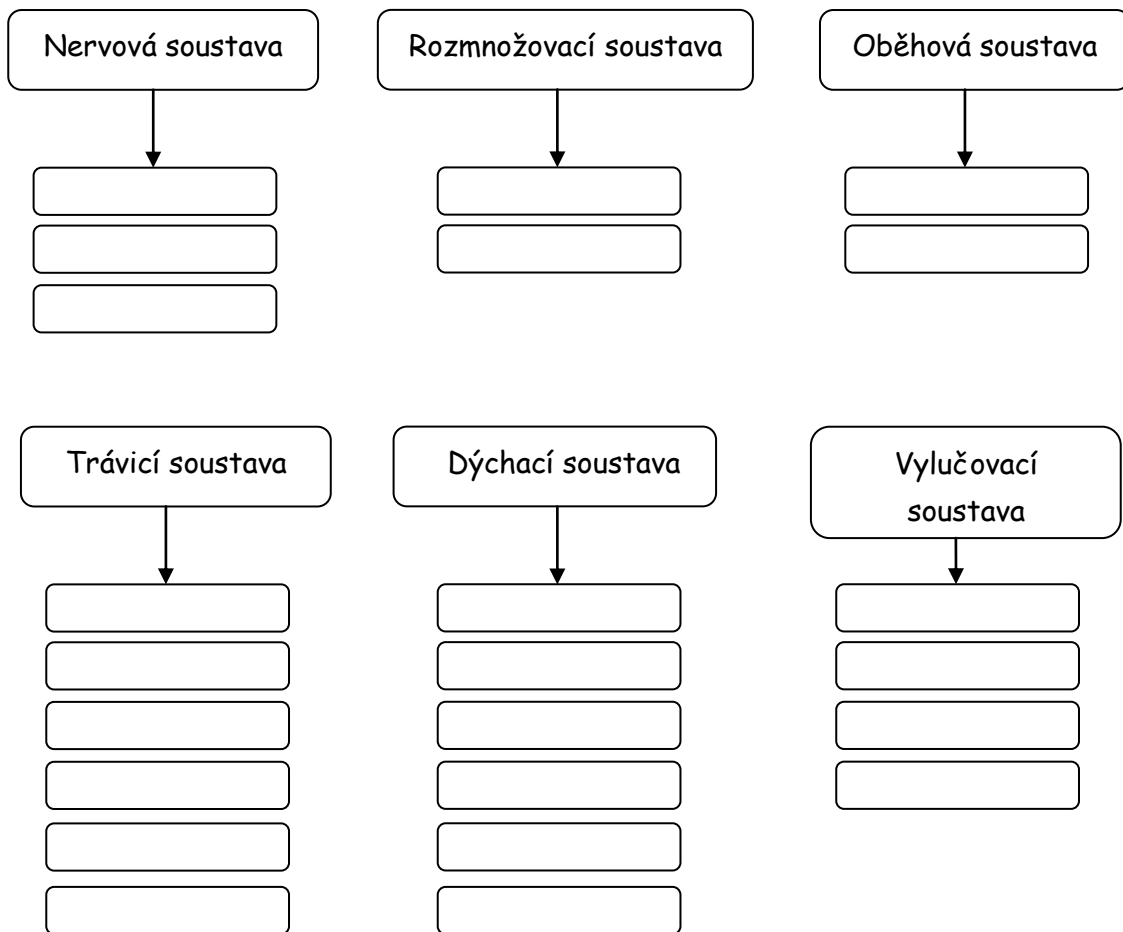 Nervová soustava
Rozmnožovací soustava
Oběhová soustava
Trávicí soustava
Dýchací soustava
Vylučovací
soustava